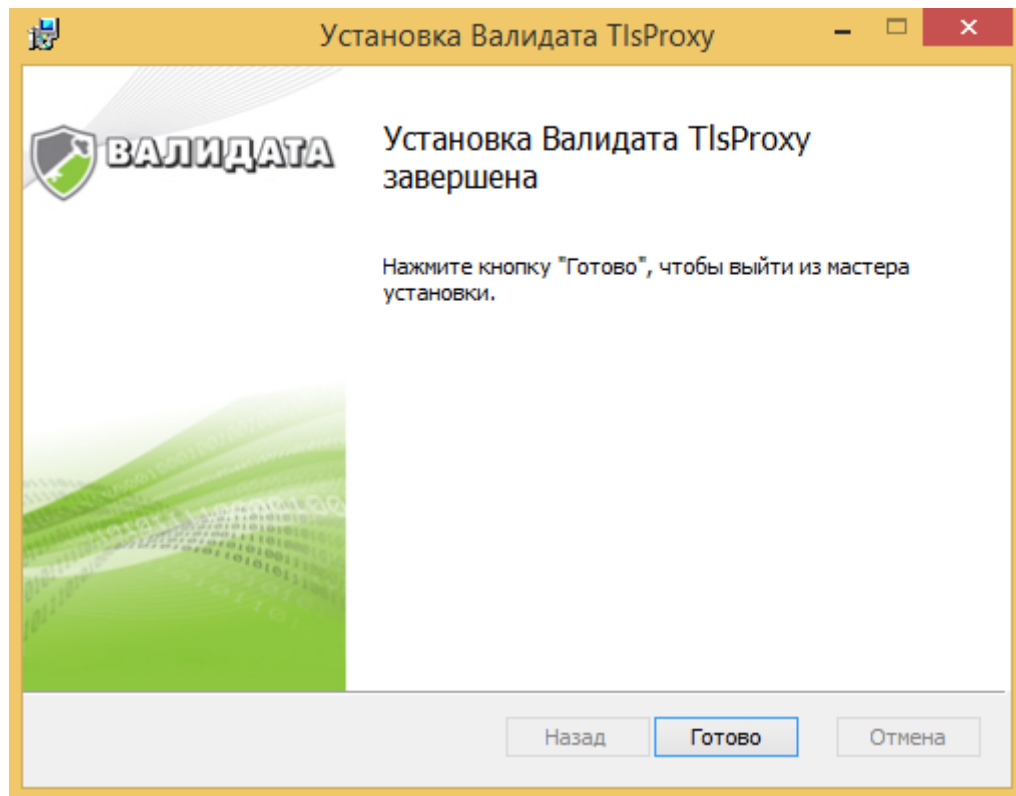 Установка Валидата TlsProxy
ВАЛИДАТА
Установка Валидата TlsProxy
завершена
Нажмите кнопку "Готово", чтобы выйти из мастера
установки.
Назад
Готово
Отмена